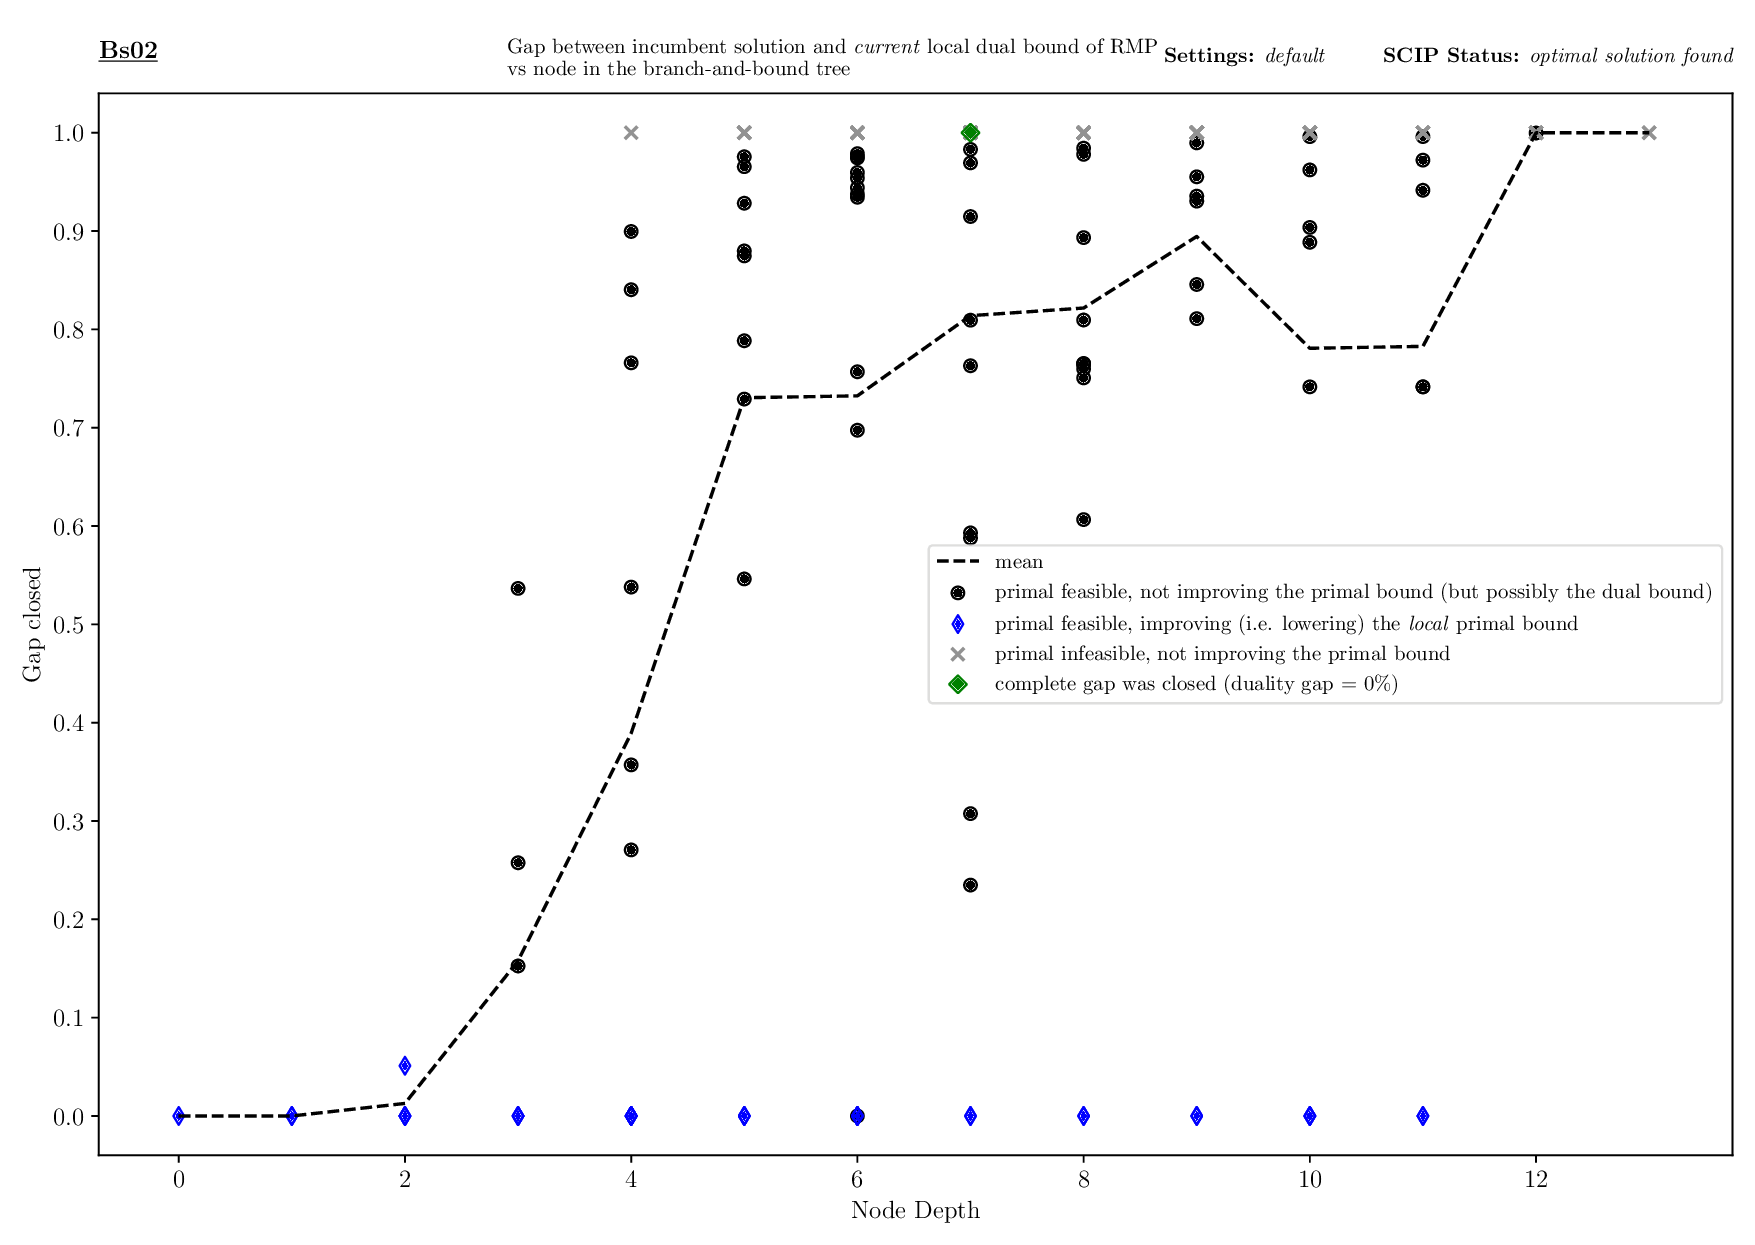 Bs02
Gap between incumbent solution and current local dual bound of RMP
vs node in the branch-and-bound tree
Settings: default
SCIP Status: optimal solution found
1.0
0.9
0.8
0.7
0.6
0.5
0.4
0.3
0.2
0.1
0.0
Gap closed
mean
primal feasible, not improving the primal bound (but possibly the dual bound)
primal feasible, improving (i.e. lowering) the local primal bound
primal infeasible, not improving the primal bound
complete gap was closed (duality gap = 0%)
0 2 4 6 8 10 12
Node Depth